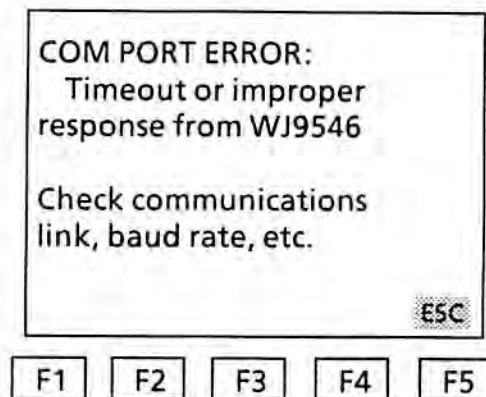 COM PORT ERROR:
Timeout or improper
response from WJ9546
Check communications
link, baud rate, etc.
ESC
F1 F2 F3 F4 F5